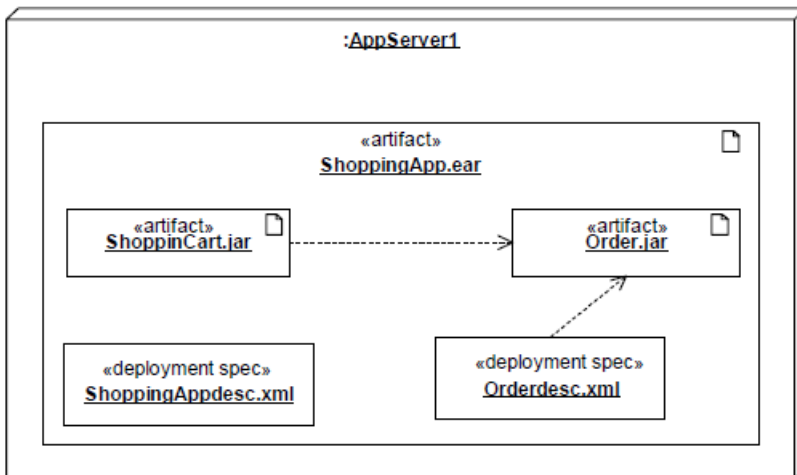 :AppServer1
«artifact»
ShoppingApp.ear
«artifact»
ShoppinCart.jar
«artifact»
Order.jar
«deployment spec»
ShoppingAppdesc.xml
«deployment spec»
Orderdesc.xml